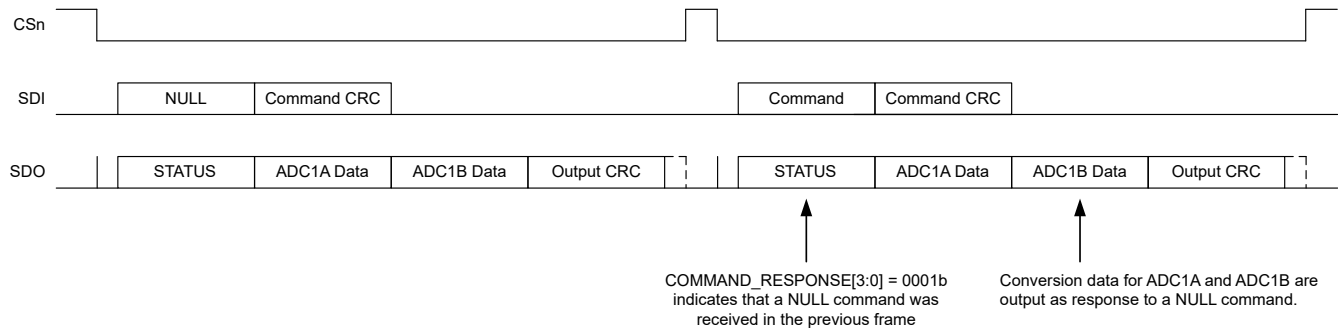 CSn
SDI NULL Command CRC Command Command CRC
SDO STATUS ADC1A Data ADC1B Data Output CRC STATUS ADC1A Data ADC1B Data Output CRC
COMMAND_RESPONSE[3:0] = 0001b
indicates that a NULL command was
received in the previous frame
Conversion data for ADC1A and ADC1B are
output as response to a NULL command.